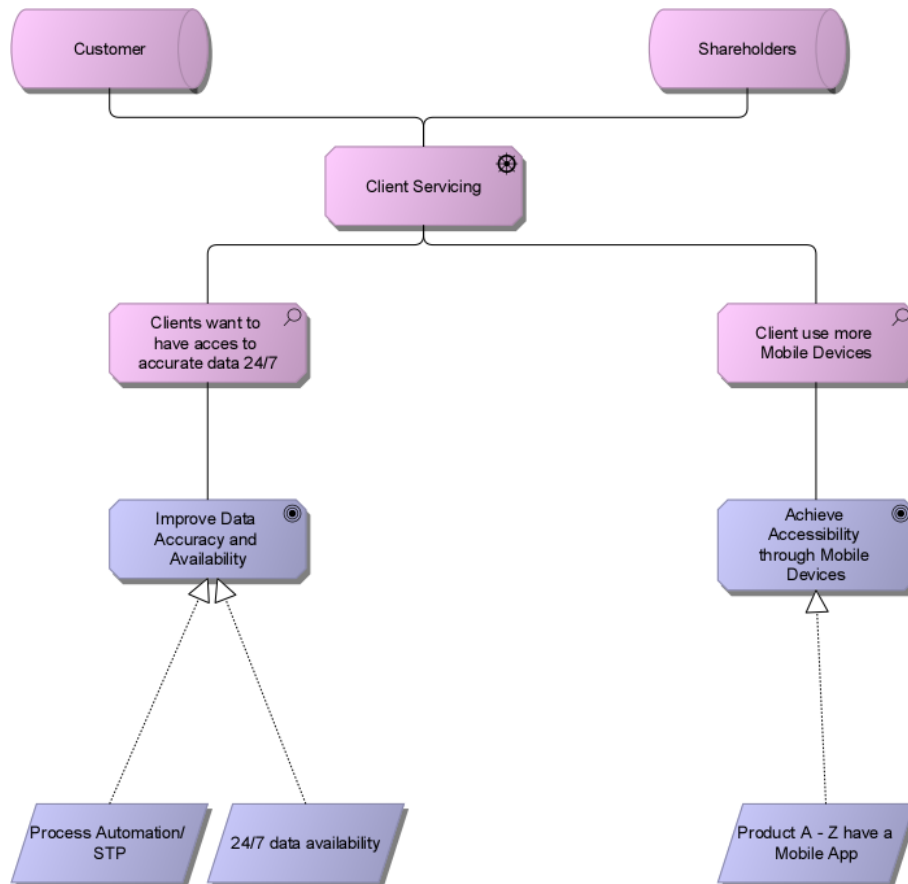 Customer
Shareholders
Client Servicing
Clients want to
have acces to
accurate data 24/7
Client use more
Mobile Devices
Improve Data
Accuracy and
Availability
Achieve
Accessibility
through Mobile
Devices
Process Automation/
STP
24/7 data availability
Product A - Z have a
Mobile App